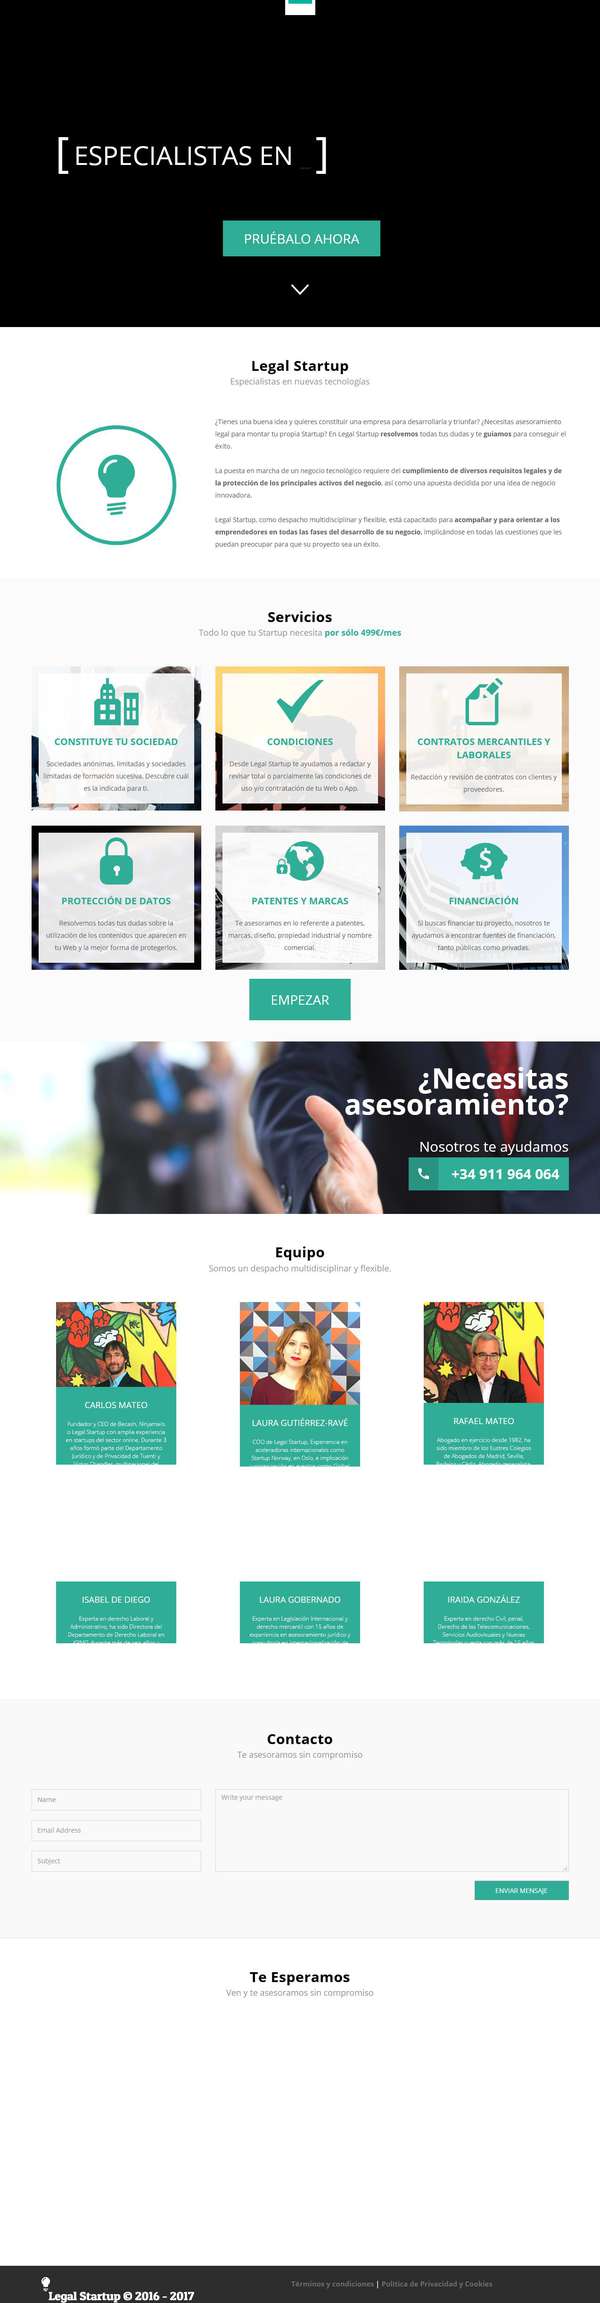 [ ESPECIALISTAS EN _ ]
PRUÉBALO AHORA
Legal Startup
Especialistas en nuevas tecnologías
¿Tienes una buena idea y quieres constituir una empresa para desarrollarla y triunfar? ¿Necesitas asesoramiento
legal para montar tu propia Startup? En Legal Startup resolvemos todas tus dudas y te guiamos para conseguir el
éxito.
La puesta en marcha de un negocio tecnológico requiere del cumplimiento de diversos requisitos legales y de
la protección de los principales activos del negocio, así como una apuesta decidida por una idea de negocio
innovadora.
Legal Startup, como despacho multidisciplinar y flexible, está capacitado para acompañar y para orientar a los
emprendedores en todas las fases del desarrollo de su negocio, implicándose en todas las cuestiones que les
puedan preocupar para que su proyecto sea un éxito.
Servicios
Todo lo que tu Startup necesita por sólo 499€/mes
CONSTITUYE TU SOCIEDAD
Sociedades anónimas, limitadas y sociedades
limitadas de formación sucesiva. Descubre cuál
es la indicada para ti.
CONDICIONES
Desde Legal Startup te ayudamos a redactar y
revisar total o parcialmente las condiciones de
uso y/o contratación de tu Web o App.
CONTRATOS MERCANTILES Y
LABORALES
Redacción y revisión de contratos con clientes y
proveedores.
PROTECCIÓN DE DATOS
Resolvemos todas tus dudas sobre la
utilización de los contenidos que aparecen en
tu Web y la mejor forma de protegerlos.
PATENTES Y MARCAS
Te asesoramos en lo referente a patentes,
marcas, diseño, propiedad industrial y nombre
comercial.
FINANCIACIÓN
Si buscas financiar tu proyecto, nosotros te
ayudamos a encontrar fuentes de financiación,
tanto públicas como privadas.
EMPEZAR
¿Necesitas
asesoramiento?
Nosotros te ayudamos
+34 911 964 064
Equipo
Somos un despacho multidisciplinar y flexible.
CARLOS MATEO
Fundador y CEO de Becash, Ninjamails
o Legal Startup con amplia experiencia
en startups del sector online. Durante 3
años formó parte del Departamento
Jurídico y de Privacidad de Tuenti y
LAURA GUTIÉRREZ-RAVÉ
COO de Legal Startup. Experiencia en
aceleradoras internacionales como
Startup Norway, en Oslo, e implicación
RAFAEL MATEO
Abogado en ejercicio desde 1982, ha
sido miembro de los Ilustres Colegios
de Abogados de Madrid, Sevilla,
ISABEL DE DIEGO
Experta en derecho Laboral y
Administrativo, ha sido Directora del
Departamento de Derecho Laboral en
LAURA GOBERNADO
Experta en Legislación Internacional y
derecho mercantil con 15 años de
experiencia en asesoramiento jurídico y
IRAIDA GONZÁLEZ
Experta en derecho Civil, penal,
Derecho de las Telecomunicaciones,
Servicios Audiovisuales y Nuevas
Contacto
Te asesoramos sin compromiso
Name
Email Address
Subject
Write your message
ENVIAR MENSAJE
Te Esperamos
Ven y te asesoramos sin compromiso
Legal Startup © 2016 - 2017
Términos y condiciones | Política de Privacidad y Cookies